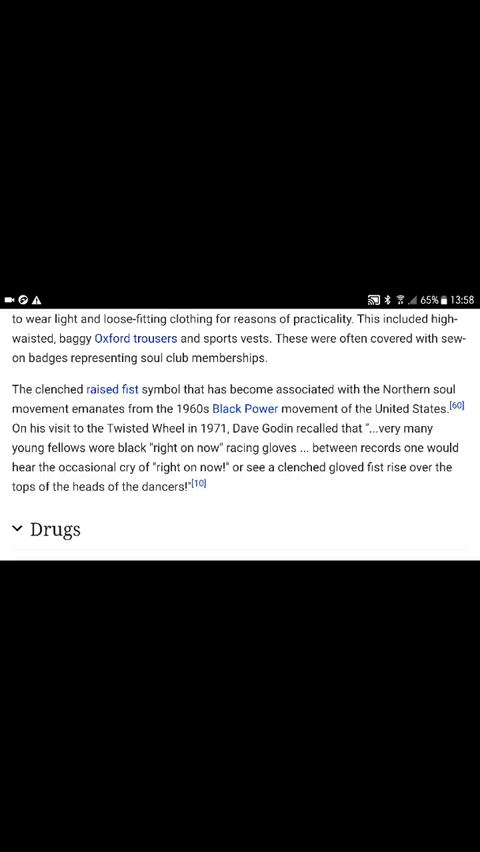 65% 13:58
to wear light and loose-fitting clothing for reasons of practicality. This included high-
waisted, baggy Oxford trousers and sports vests. These were often covered with sew-
on badges representing soul club memberships.
The clenched raised fist symbol that has become associated with the Northern soul
movement emanates from the 1960s Black Power movement of the United States.[60]
On his visit to the Twisted Wheel in 1971, Dave Godin recalled that "...very many
young fellows wore black "right on now" racing gloves ... between records one would
hear the occasional cry of "right on now!" or see a clenched gloved fist rise over the
tops of the heads of the dancers!"[10]
Drugs